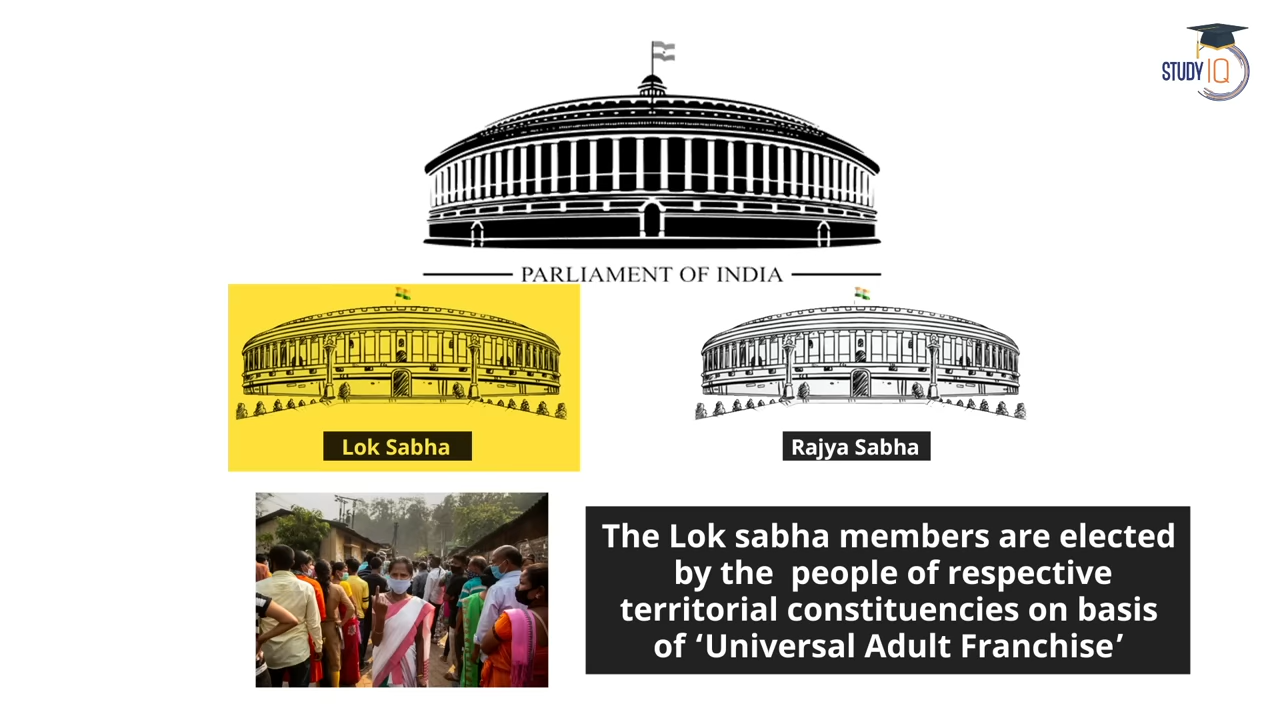 STUDY IQ
PARLIAMENT OF INDIA
Lok Sabha
Rajya Sabha
The Lok sabha members are elected
by the people of respective
territorial constituencies on basis
of ‘Universal Adult Franchise’